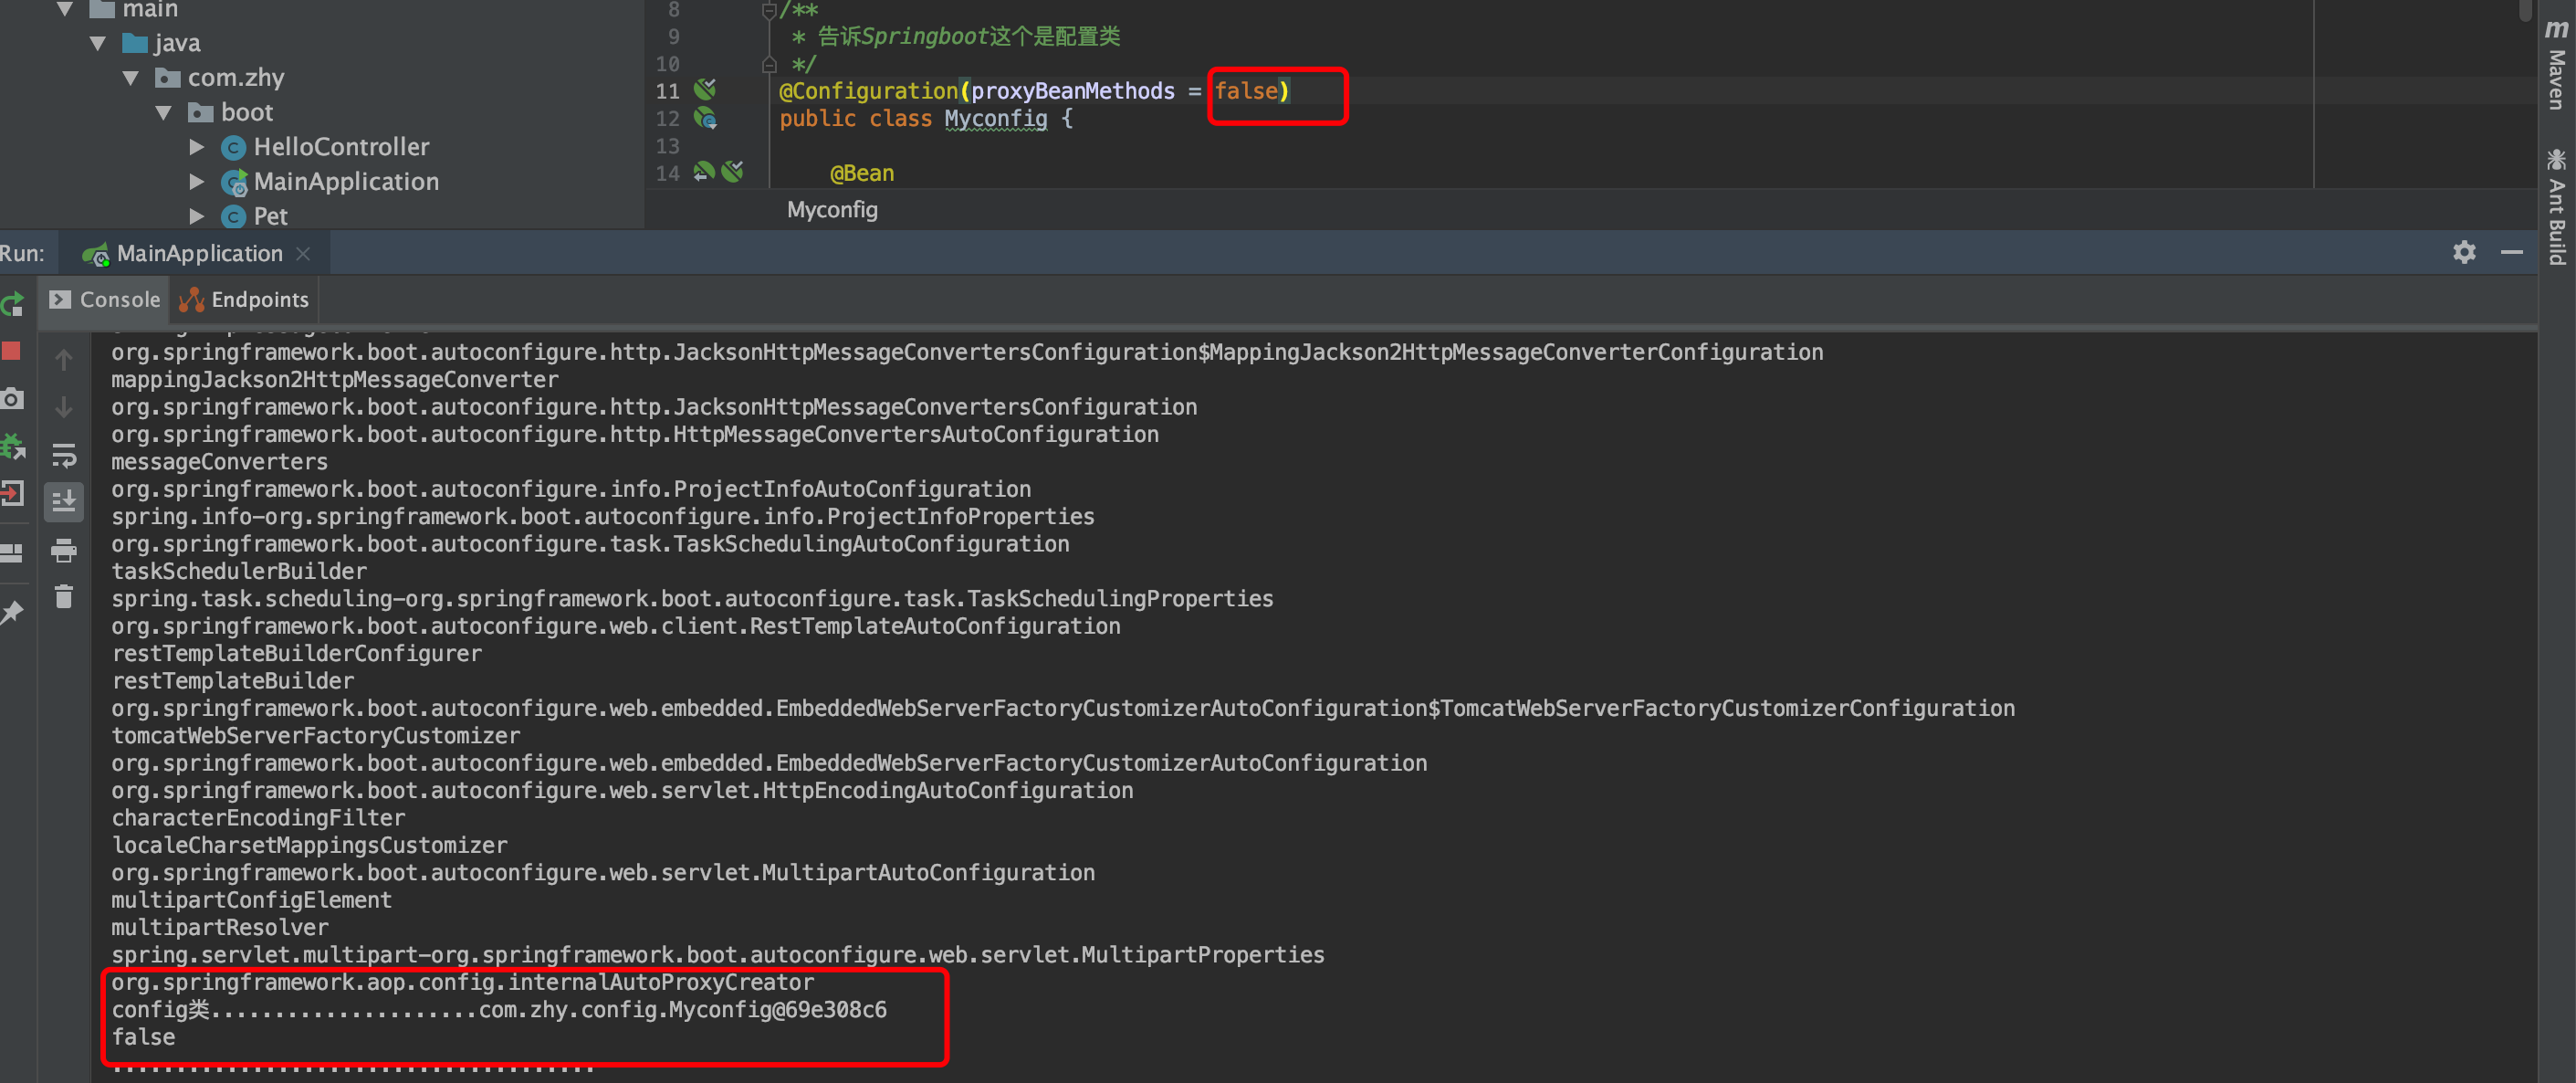 main
java
com.zhy
boot
HelloController
MainApplication
Pet
8 /**
9 * 告诉Springboot这个是配置类
10 */
11 @Configuration(proxyBeanMethods = false)
12 public class Myconfig {
13
14 @Bean
Myconfig
Maven
Ant Build
Run: MainApplication
Console Endpoints
org.springframework.boot.autoconfigure.http.JacksonHttpMessageConvertersConfiguration$MappingJackson2HttpMessageConverterConfiguration
mappingJackson2HttpMessageConverter
org.springframework.boot.autoconfigure.http.JacksonHttpMessageConvertersConfiguration
org.springframework.boot.autoconfigure.http.HttpMessageConvertersAutoConfiguration
messageConverters
org.springframework.boot.autoconfigure.info.ProjectInfoAutoConfiguration
spring.info-org.springframework.boot.autoconfigure.info.ProjectInfoProperties
org.springframework.boot.autoconfigure.task.TaskSchedulingAutoConfiguration
taskSchedulerBuilder
spring.task.scheduling-org.springframework.boot.autoconfigure.task.TaskSchedulingProperties
org.springframework.boot.autoconfigure.web.client.RestTemplateAutoConfiguration
restTemplateBuilderConfigurer
restTemplateBuilder
org.springframework.boot.autoconfigure.web.embedded.EmbeddedWebServerFactoryCustomizerAutoConfiguration$TomcatWebServerFactoryCustomizerConfiguration
tomcatWebServerFactoryCustomizer
org.springframework.boot.autoconfigure.web.embedded.EmbeddedWebServerFactoryCustomizerAutoConfiguration
org.springframework.boot.autoconfigure.web.servlet.HttpEncodingAutoConfiguration
characterEncodingFilter
localeCharsetMappingsCustomizer
org.springframework.boot.autoconfigure.web.servlet.MultipartAutoConfiguration
multipartConfigElement
multipartResolver
spring.servlet.multipart-org.springframework.boot.autoconfigure.web.servlet.MultipartProperties
org.springframework.aop.config.internalAutoProxyCreator
config类.....................com.zhy.config.Myconfig@69e308c6
false
......................................